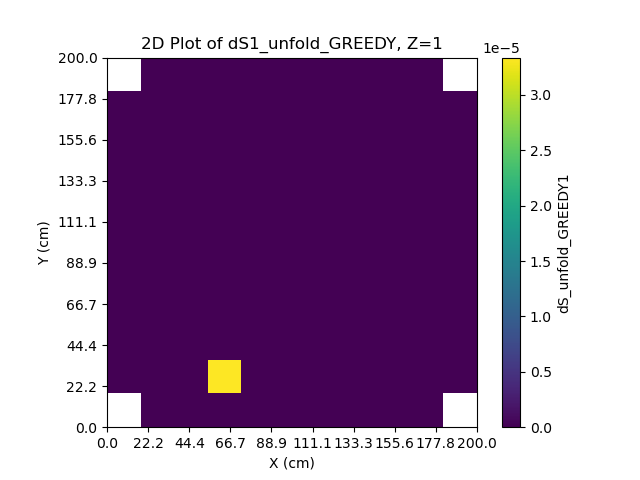 2D Plot of dS1_unfold_GREEDY, Z=1
1e−5
200.0
177.8
155.6
133.3
111.1
88.9
66.7
44.4
22.2
0.0
Y (cm)
0.0 22.2 44.4 66.7 88.9 111.1 133.3 155.6 177.8 200.0
X (cm)
3.0
2.5
2.0
1.5
1.0
0.5
0.0
dS_unfold_GREEDY1